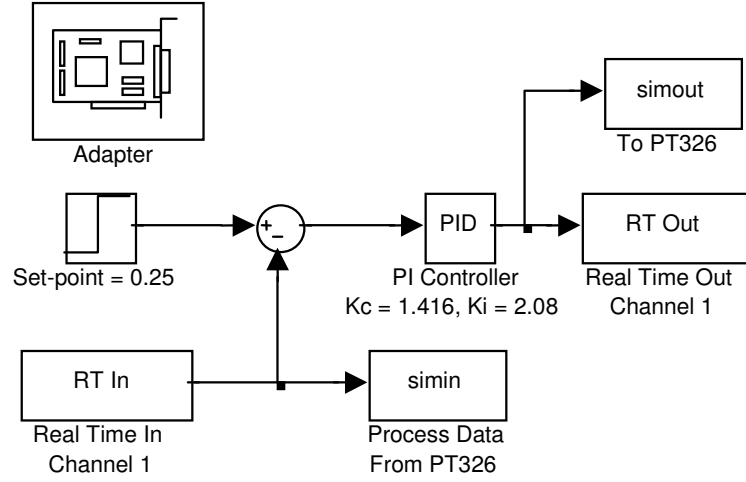 Adapter
simout
To PT326
+
−
PID
RT Out
Set-point = 0.25
PI Controller
Kc = 1.416, Ki = 2.08
Real Time Out
Channel 1
RT In
simin
Real Time In
Channel 1
Process Data
From PT326